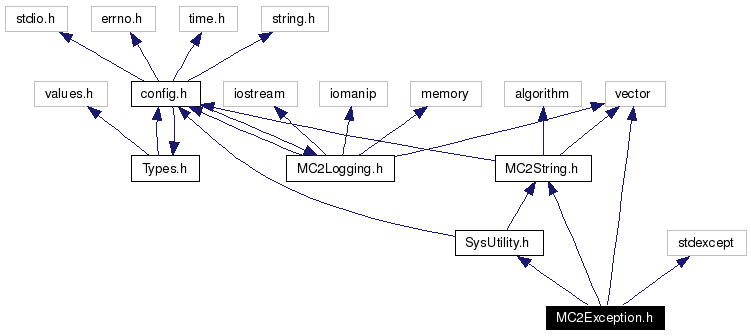 stdio.h
errno.h
time.h
string.h
values.h
config.h
iostream
iomanip
memory
algorithm
vector
Types.h
MC2Logging.h
MC2String.h
SysUtility.h
stdexcept
MC2Exception.h